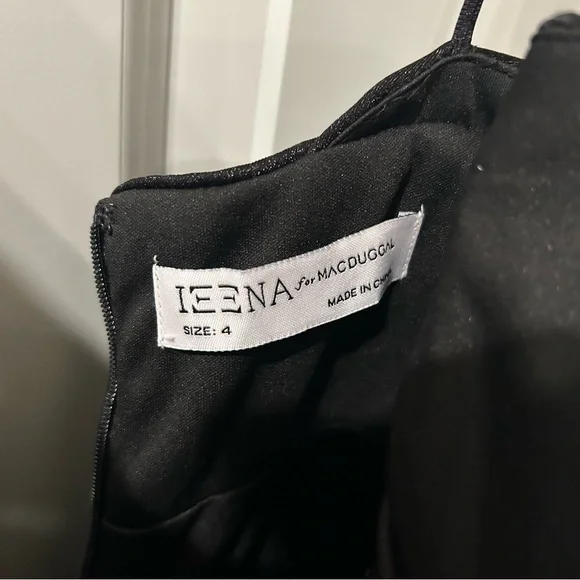 IEENA for MACDUGGAL
SIZE: 4
MADE IN CHINA